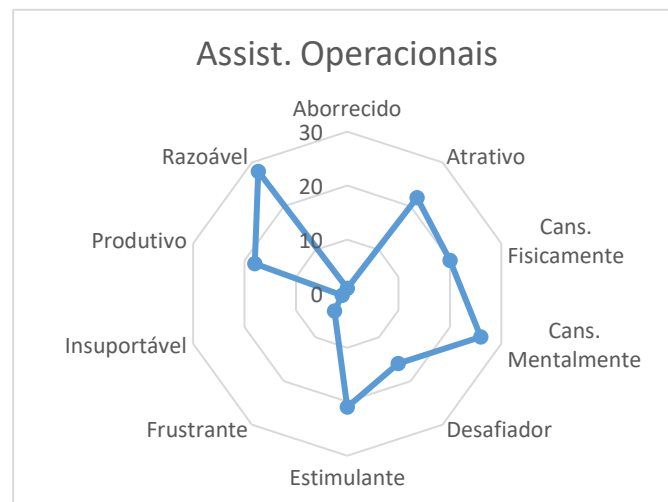 Assist. Operacionais
Aborrecido
30
Razoável
Atrativo
20
Produtivo
Cans.
Fisicamente
10
0
Insuportável
Cans.
Mentalmente
Frustrante
Desafiador
Estimulante